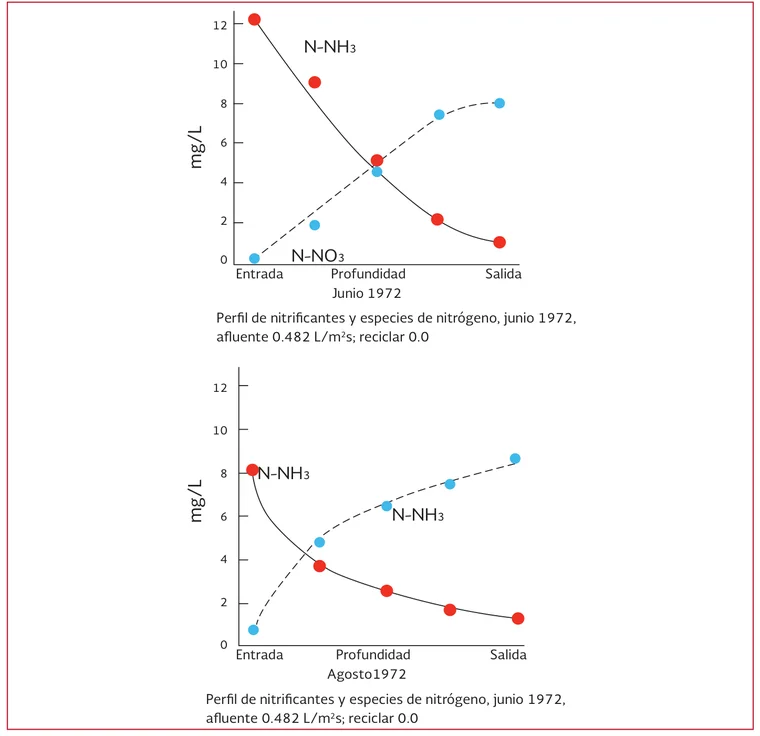 12
N-NH₃
10
8
mg/L
6
4
2
0
N-NO₃
Entrada Profundidad Salida
Junio 1972
Perfil de nitrificantes y especies de nitrógeno, junio 1972,
afluente 0.482 L/m²s; reciclar 0.0
12
10
8
N-NH₃
mg/L
6
N-NH₃
4
2
0
Entrada Profundidad Salida
Agosto1972
Perfil de nitrificantes y especies de nitrógeno, junio 1972,
afluente 0.482 L/m²s; reciclar 0.0